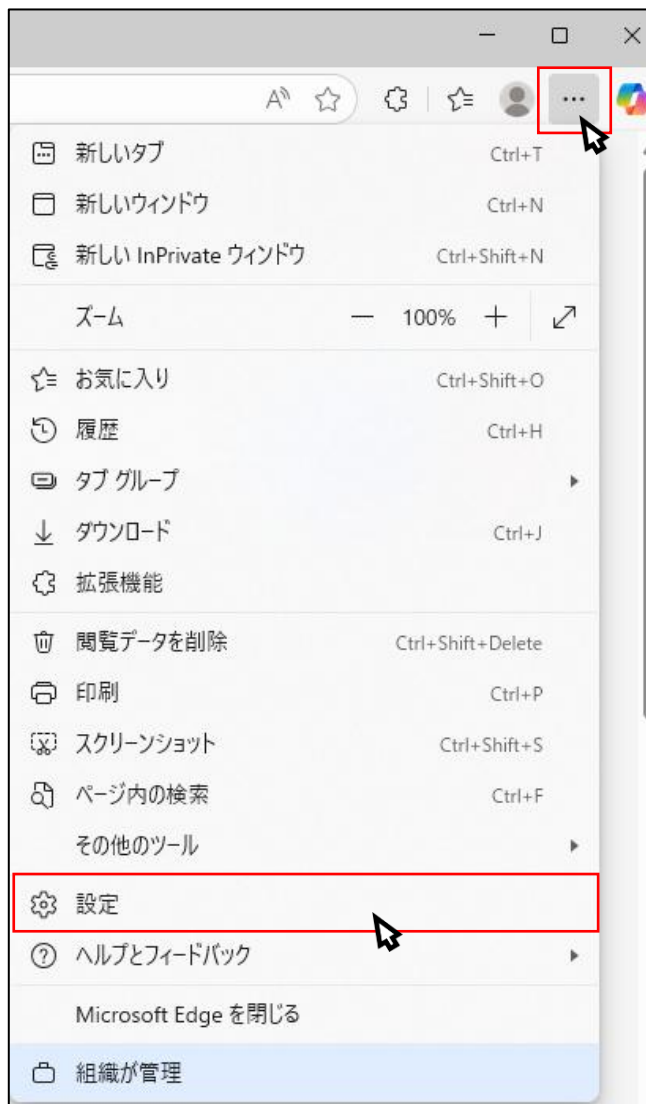 新しいタブ Ctrl+T
新しいウィンドウ Ctrl+N
新しい InPrivate ウィンドウ Ctrl+Shift+N
ズーム 100%
お気に入り Ctrl+Shift+O
履歴 Ctrl+H
タブ グループ
ダウンロード Ctrl+J
拡張機能
閲覧データを削除 Ctrl+Shift+Delete
印刷 Ctrl+P
スクリーンショット Ctrl+Shift+S
ページ内の検索 Ctrl+F
その他のツール
設定
ヘルプとフィードバック
Microsoft Edge を閉じる
組織が管理